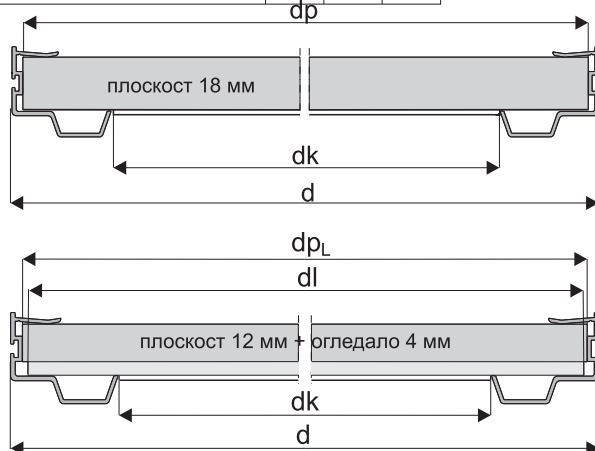 dp
плоскост 18 мм
dk
d
dpL
dl
плоскост 12 мм + огледало 4 мм
dk
d